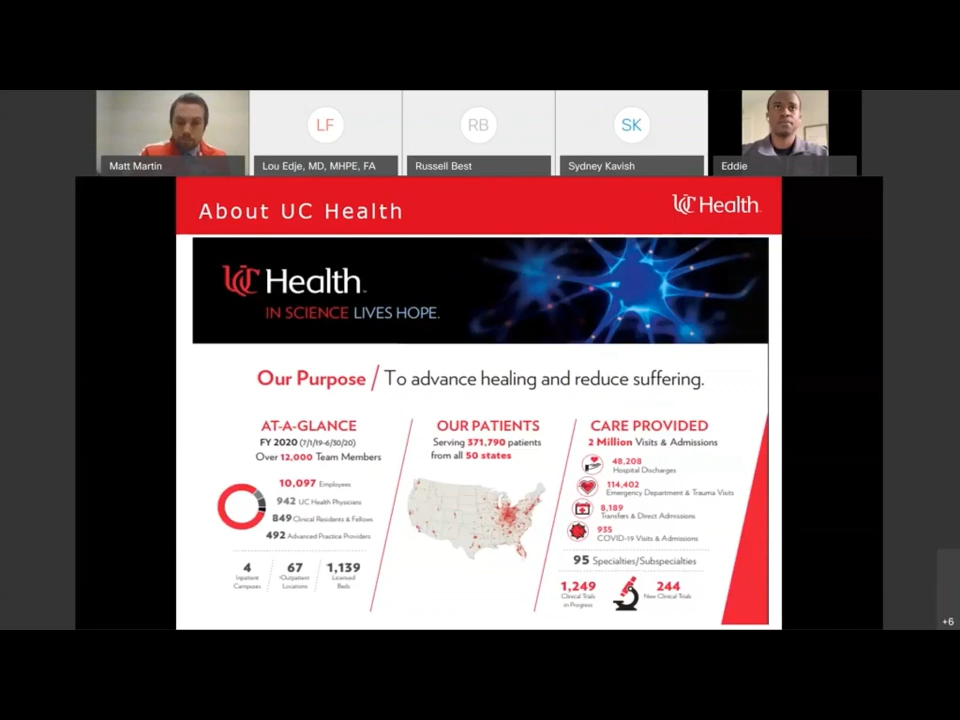 LF
RB
SK
Matt Martin
Lou Edje, MD, MHPE, FA
Russell Best
Sydney Kavish
Eddie
About UC Health
UC Health.
UC Health.
IN SCIENCE LIVES HOPE.
Our Purpose / To advance healing and reduce suffering.
AT-A-GLANCE
FY 2020 (7/1/19-6/30/20)
Over 12,000 Team Members
10,097 Employees
942 UC Health Physicians
849 Clinical Residents & Fellows
492 Advanced Practice Providers
4 Inpatient Campuses
67 Outpatient Locations
1,139 Licensed Beds
OUR PATIENTS
Serving 371,790 patients
from all 50 states
CARE PROVIDED
2 Million Visits & Admissions
48,208
Hospital Discharges
114,402
Emergency Department & Trauma Visits
8,189
Transfers & Direct Admissions
935
COVID-19 Visits & Admissions
95 Specialties/Subspecialties
1,249
Clinical Trials
in Progress
244
New Clinical Trials
+6